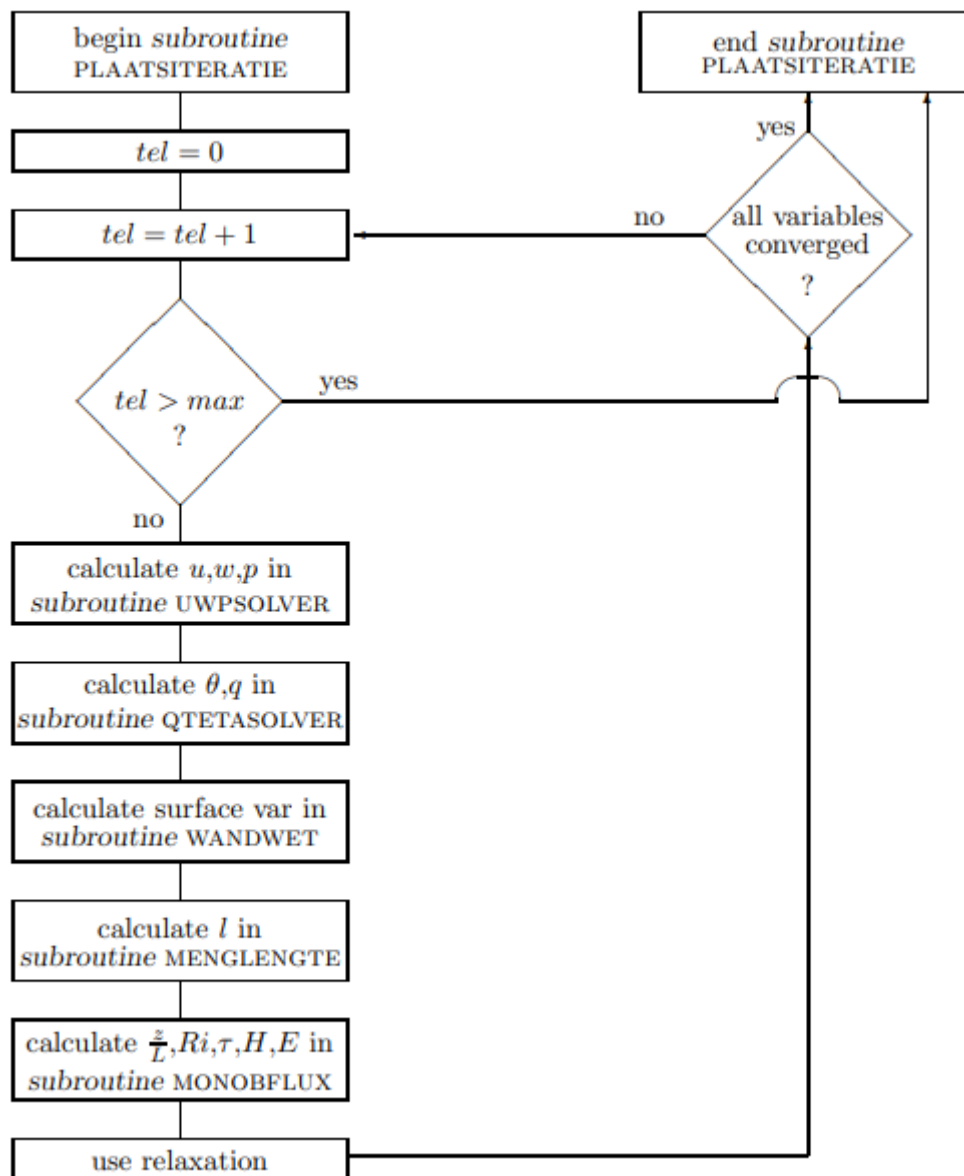 begin subroutine
PLAATSITERATIE
end subroutine
PLAATSITERATIE
tel = 0
yes
tel = tel + 1
no
all variables
converged
?
tel > max
?
yes
no
calculate u,w,p in
subroutine UWPSOLVER
calculate θ,q in
subroutine QTETASOLVER
calculate surface var in
subroutine WANDWET
calculate l in
subroutine MENGLENGTE
calculate z/L,Ri,τ,H,E in
subroutine MONOBFLUX
use relaxation